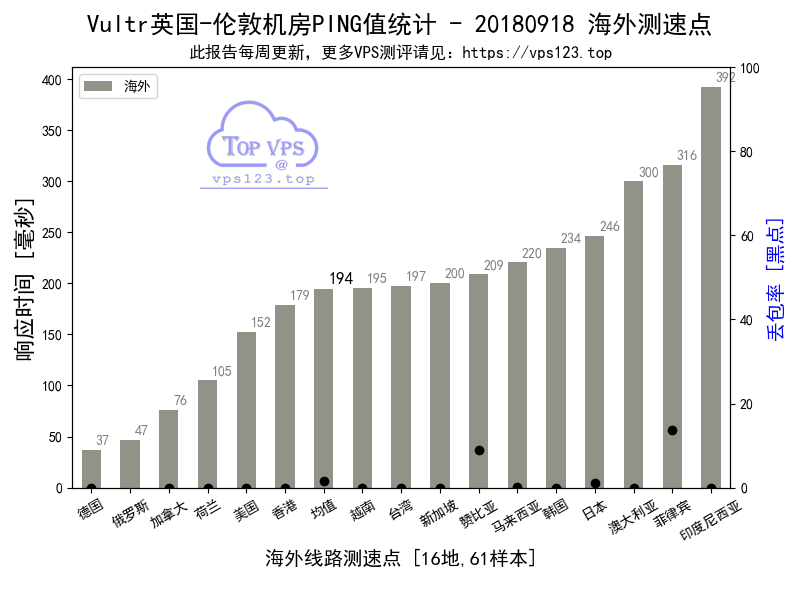 Vultr英国-伦敦机房PING值统计 - 20180918 海外测速点
此报告每周更新，更多VPS测评请见：https://vps123.top
响应时间 [毫秒]
400
350
300
250
200
150
100
50
0
海外
TOP VPS
@
vps123.top
37
47
76
105
152
179
194
195
197
200
209
220
234
246
300
316
392
100
80
60
40
20
0
丢包率 [黑点]
德国
俄罗斯
加拿大
荷兰
美国
香港
均值
越南
台湾
新加坡
赞比亚
马来西亚
韩国
日本
澳大利亚
菲律宾
印度尼西亚
海外线路测速点 [16地,61样本]